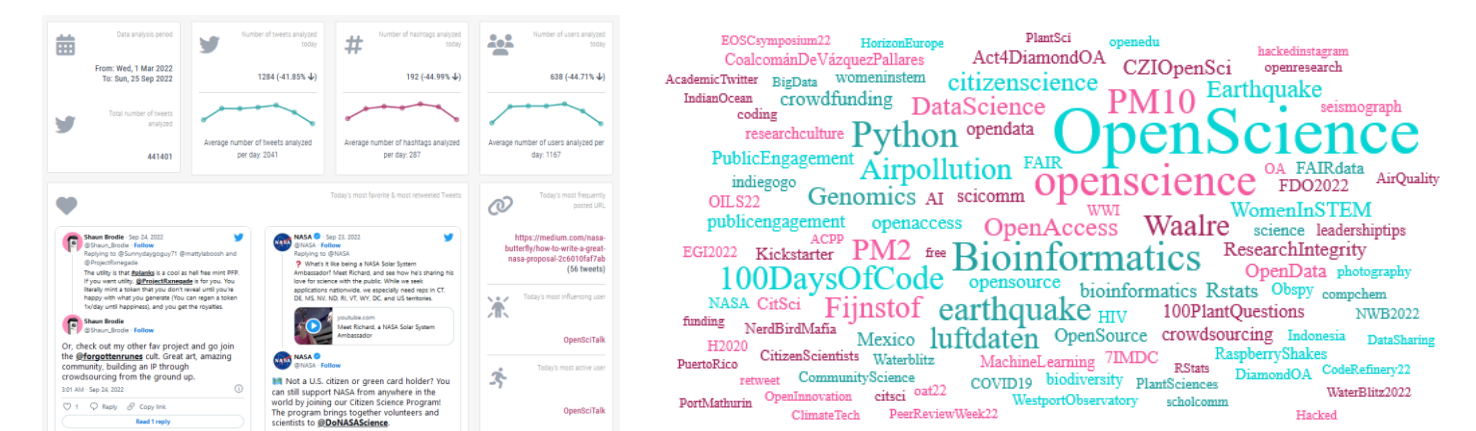 Data analysis period
From: Wed, 1 Mar 2022
To: Sun, 25 Sep 2022
Total number of tweets
analyzed
441401
Number of tweets analyzed
today
1284 (-41.85% ↓)
Average number of tweets analyzed
per day: 2041
Number of hashtags analyzed
today
192 (-44.99% ↓)
Average number of hashtags analyzed
per day: 287
Number of users analyzed
today
638 (-44.71% ↓)
Average number of users analyzed per
day: 1167
Today's most favorite & most retweeted Tweets
Shaun Brodie · Sep 24, 2022
@Shaun_Brodie · Follow
Replying to @Sunnydaygoguy71 @mattylaboosh and
@ProjectRxnegade
The utility is that #planks is a cool as hell free mint PFP.
If you want utility, @ProjectRxnegade is for you. You
literally mint a token that you don't reveal until you're
happy with what you generate (You can regen a token
1x/day until happy), and you get the royalties.
Shaun Brodie
@Shaun_Brodie · Follow
Or, check out my other fav project and go join
the @forgottenrunes cult. Great art, amazing
community, building an IP through
crowdsourcing from the ground up.
3:01 AM · Sep 24, 2022
1 Reply Copy link
Read 1 reply
NASA · Sep 23, 2022
@NASA · Follow
Replying to @NASA
? What's it like being a NASA Solar System
Ambassador? Meet Richard, and see how he's sharing his
love for science with the public. While we seek
applications nationwide, we especially need reps in CT,
DE, MS, NV, ND, RI, VT, WY, DC, and US territories.
youtube.com
Meet Richard, a NASA Solar System
Ambassador
NASA
@NASA · Follow
Not a U.S. citizen or green card holder? You
can still support NASA from anywhere in the
world by joining our Citizen Science Program!
The program brings together volunteers and
scientists to @DoNASAScience.
Today's most frequently
posted URL
https://medium.com/nasa-
butterfly/how-to-write-a-great-
nasa-proposal-2c6010faf7ab
(56 tweets)
Today's most influencing user
OpenSciTalk
Today's most active user
OpenSciTalk
EOSCsymposium22 HorizonEurope PlantSci openedu
CoalcománDeVázquezPallares Act4DiamondOA hackedinstagram
AcademicTwitter BigData womeninstem citizenscience CZIOpenSci openresearch
IndianOcean crowdfunding DataScience PM10 Earthquake seismograph
coding
researchculture Python opendata OpenScience
PublicEngagement Airpollution FAIR OA FAIRdata
indiegogo Genomics AI scicomm openscience FDO2022 AirQuality
OILS22 WWI WomenInSTEM
publicengagement openaccess OpenAccess Waalre science leadershiptips
ACPP
EGI2022 Kickstarter PM2 free Bioinformatics ResearchIntegrity
100DaysOfCode opensource OpenData photography
NASA CitSci Fijnstof earthquake bioinformatics Rstats Obspy compchem
funding NerdBirdMafia HIV 100PlantQuestions NWB2022
H2020 Mexico luftdaten OpenSource crowdsourcing Indonesia DataSharing
PuertoRico CitizenScientists Waterblitz MachineLearning 7IMDC RaspberryShakes
retweet CommunityScience COVID19 biodiversity RStats DiamondOA CodeRefinery22
PortMathurin OpenInnovation citsci oat22 WestportObservatory PlantSciences scholcomm WaterBlitz2022
ClimateTech PeerReviewWeek22 Hacked